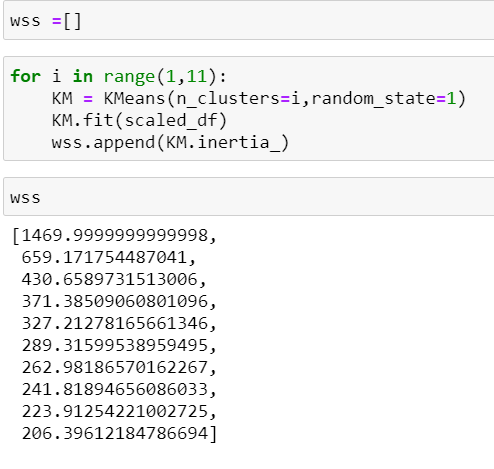 wss =[]
for i in range(1,11):
    KM = KMeans(n_clusters=i,random_state=1)
    KM.fit(scaled_df)
    wss.append(KM.inertia_)
wss
[1469.9999999999998,
 659.171754487041,
 430.6589731513006,
 371.38509060801096,
 327.21278165661346,
 289.31599538959495,
 262.98186570162267,
 241.81894656086033,
 223.91254221002725,
 206.39612184786694]